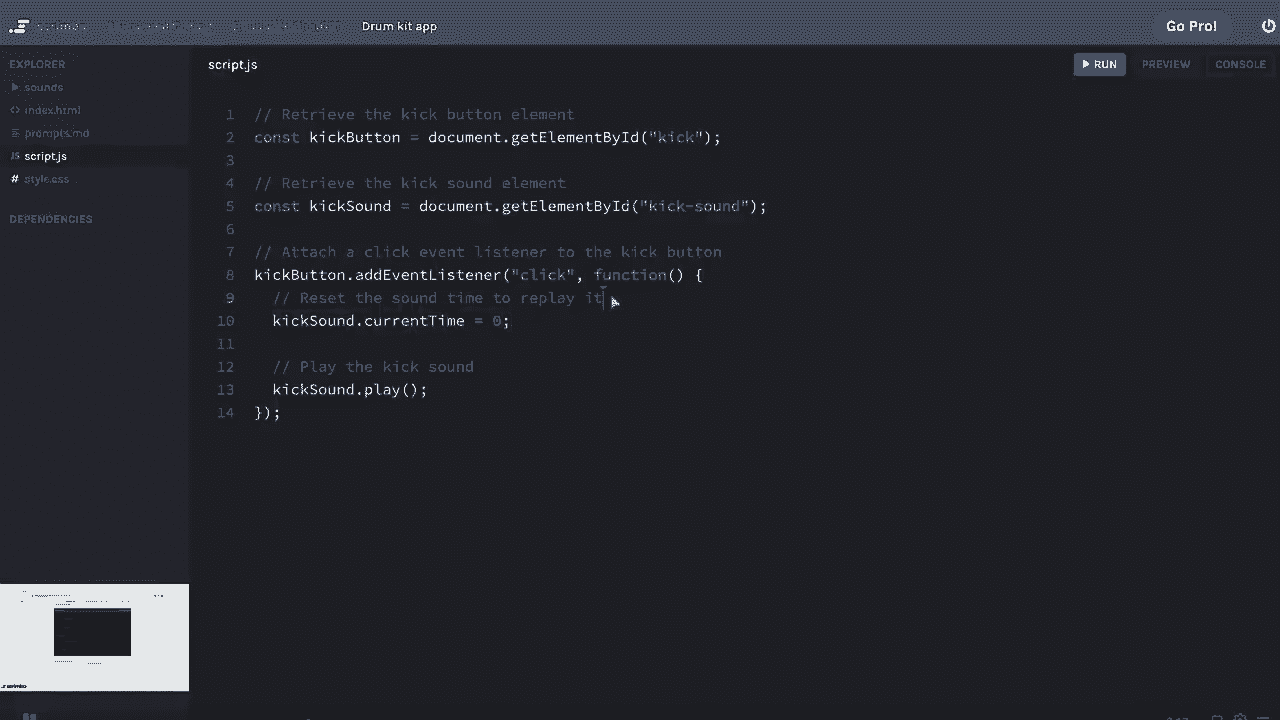 Drum kit app
Go Pro!
EXPLORER
sounds
index.html
prompts.md
script.js
style.css
DEPENDENCIES
script.js
RUN
PREVIEW
CONSOLE
1 // Retrieve the kick button element
2 const kickButton = document.getElementById("kick");
3
4 // Retrieve the kick sound element
5 const kickSound = document.getElementById("kick-sound");
6
7 // Attach a click event listener to the kick button
8 kickButton.addEventListener("click", function() {
9 // Reset the sound time to replay it
10 kickSound.currentTime = 0;
11
12 // Play the kick sound
13 kickSound.play();
14 });